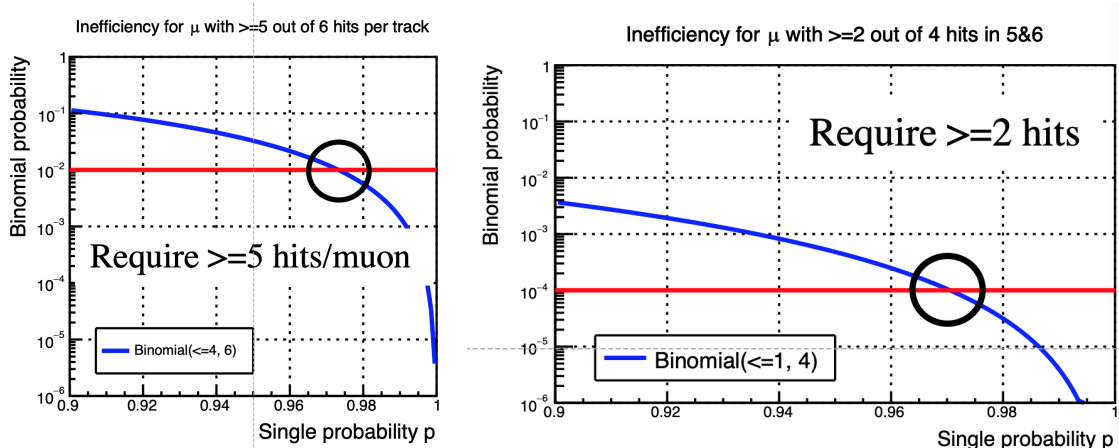 Inefficiency for μ with >=5 out of 6 hits per track
Binomial probability
1
10⁻¹
10⁻²
10⁻³
10⁻⁴
10⁻⁵
10⁻⁶
Require >=5 hits/muon
Binomial(<=4, 6)
0.9 0.92 0.94 0.96 0.98 1
Single probability p
Inefficiency for μ with >=2 out of 4 hits in 5&6
Binomial probability
1
10⁻¹
10⁻²
10⁻³
10⁻⁴
10⁻⁵
10⁻⁶
Require >=2 hits
Binomial(<=1, 4)
0.9 0.92 0.94 0.96 0.98 1
Single probability p